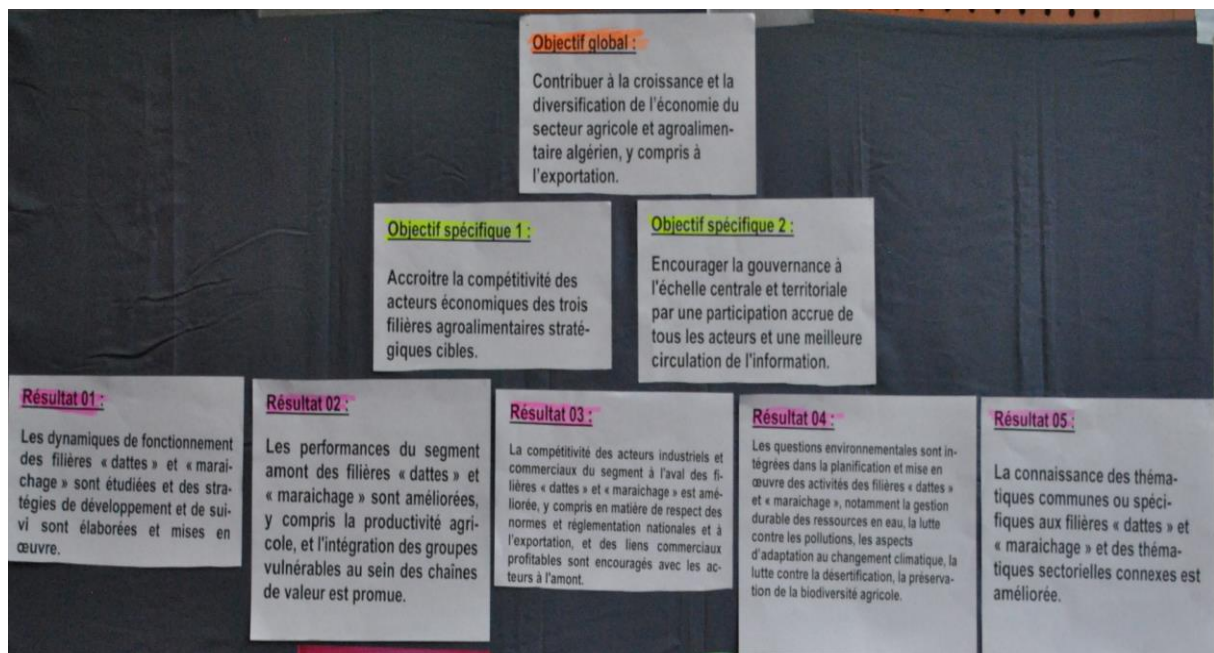 Objectif global :
Contribuer à la croissance et la
diversification de l'économie du
secteur agricole et agroalimen-
taire algérien, y compris à
l'exportation.
Objectif spécifique 1 :
Accroitre la compétitivité des
acteurs économiques des trois
filières agroalimentaires straté-
giques cibles.
Objectif spécifique 2 :
Encourager la gouvernance à
l'échelle centrale et territoriale
par une participation accrue de
tous les acteurs et une meilleure
circulation de l'information.
Résultat 01 :
Les dynamiques de fonctionnement
des filières « dattes » et « marai-
chage » sont étudiées et des stra-
tégies de développement et de sui-
vi sont élaborées et mises en
œuvre.
Résultat 02 :
Les performances du segment
amont des filières « dattes » et
« maraichage » sont améliorées,
y compris la productivité agri-
cole, et l'intégration des groupes
vulnérables au sein des chaînes
de valeur est promue.
Résultat 03 :
La compétitivité des acteurs industriels et
commerciaux du segment à l'aval des fi-
lières « dattes » et « maraichage » est amé-
liorée, y compris en matière de respect des
normes et réglementation nationales et à
l'exportation, et des liens commerciaux
profitables sont encouragés avec les ac-
teurs à l'amont.
Résultat 04 :
Les questions environnementales sont in-
tégrées dans la planification et mise en
œuvre des activités des filières « dattes »
et « maraichage », notamment la gestion
durable des ressources en eau, la lutte
contre les pollutions, les aspects
d'adaptation au changement climatique, la
lutte contre la désertification, la préserva-
tion de la biodiversité agricole.
Résultat 05 :
La connaissance des théma-
tiques communes ou spéci-
fiques aux filières « dattes » et
« maraichage » et des théma-
tiques sectorielles connexes est
améliorée.